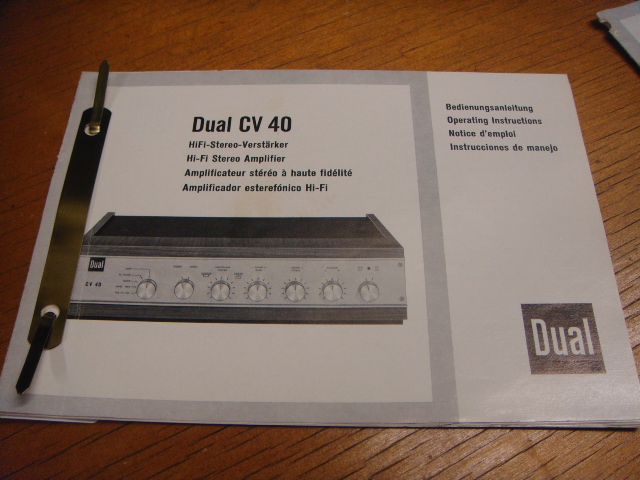 Dual CV 40
HiFi-Stereo-Verstärker
Hi-Fi Stereo Amplifier
Amplificateur stéréo à haute fidélité
Amplificador esterefónico Hi-Fi
Bedienungsanleitung
Operating Instructions
Notice d'emploi
Instrucciones de manejo
Dual
CV 40
Dual